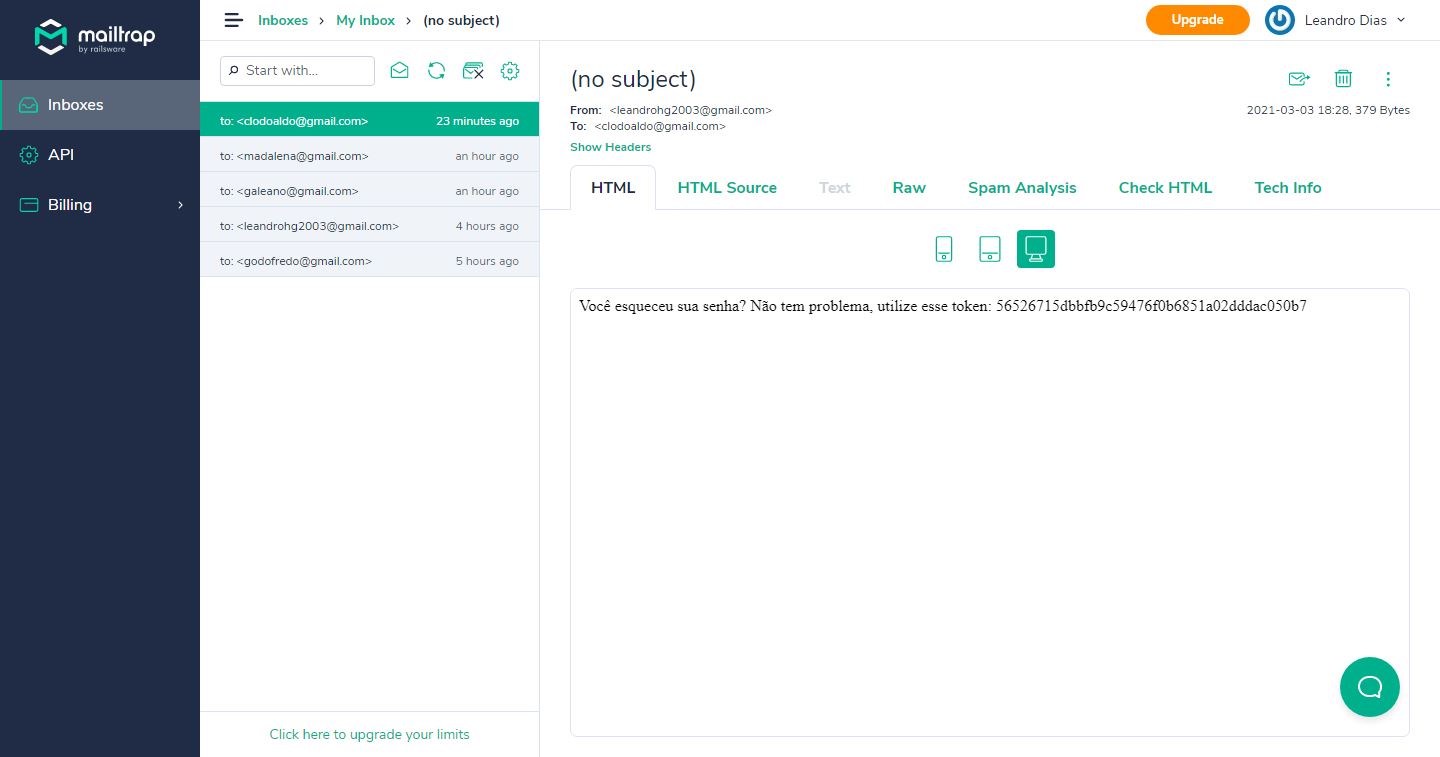 mailtrap
by railsware
Inboxes
API
Billing
Inboxes > My Inbox > (no subject)
Upgrade
Leandro Dias
Start with...
to: <clodoaldo@gmail.com> 23 minutes ago
to: <madalena@gmail.com> an hour ago
to: <galeano@gmail.com> an hour ago
to: <leandrohg2003@gmail.com> 4 hours ago
to: <godofredo@gmail.com> 5 hours ago
Click here to upgrade your limits
(no subject)
From: <leandrohg2003@gmail.com>
2021-03-03 18:28, 379 Bytes
To: <clodoaldo@gmail.com>
Show Headers
HTML HTML Source Text Raw Spam Analysis Check HTML Tech Info
Você esqueceu sua senha? Não tem problema, utilize esse token: 56526715dbbfb9c59476f0b6851a02dddac050b7